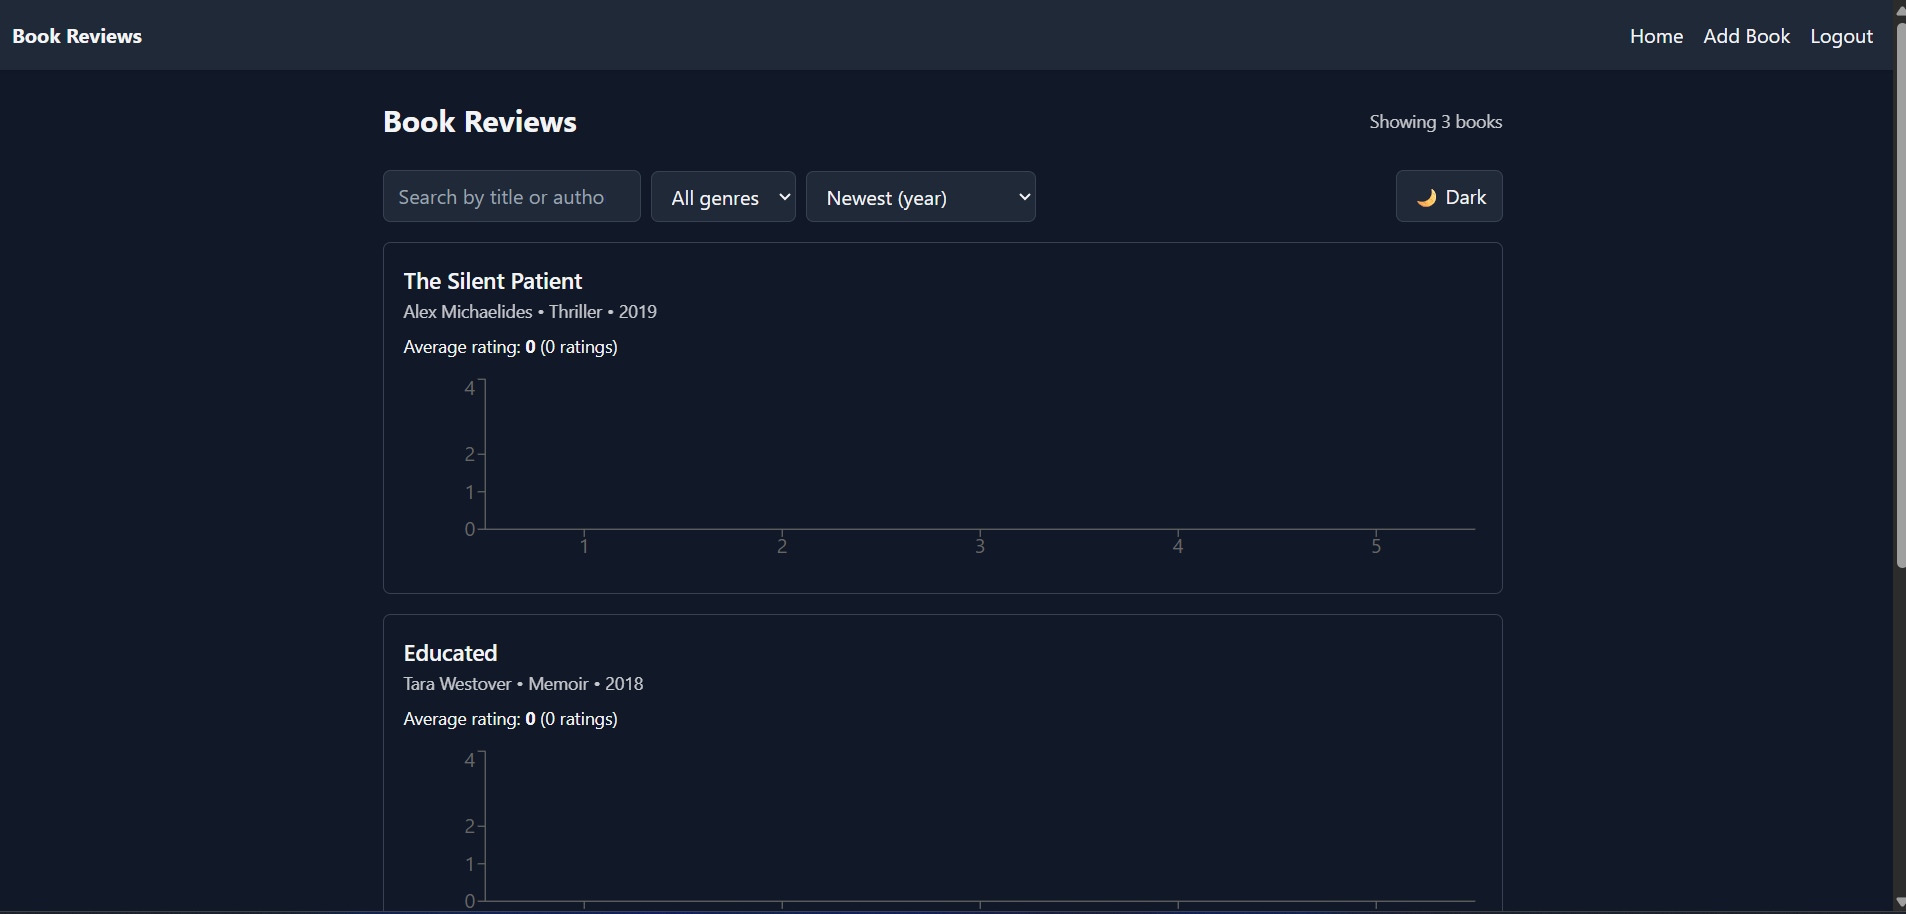 Book Reviews
Home Add Book Logout
Book Reviews
Showing 3 books
Search by title or autho
All genres
Newest (year)
🌙 Dark
The Silent Patient
Alex Michaelides • Thriller • 2019
Average rating: 0 (0 ratings)
4
2
1
0
1 2 3 4 5
Educated
Tara Westover • Memoir • 2018
Average rating: 0 (0 ratings)
4
2
1
0